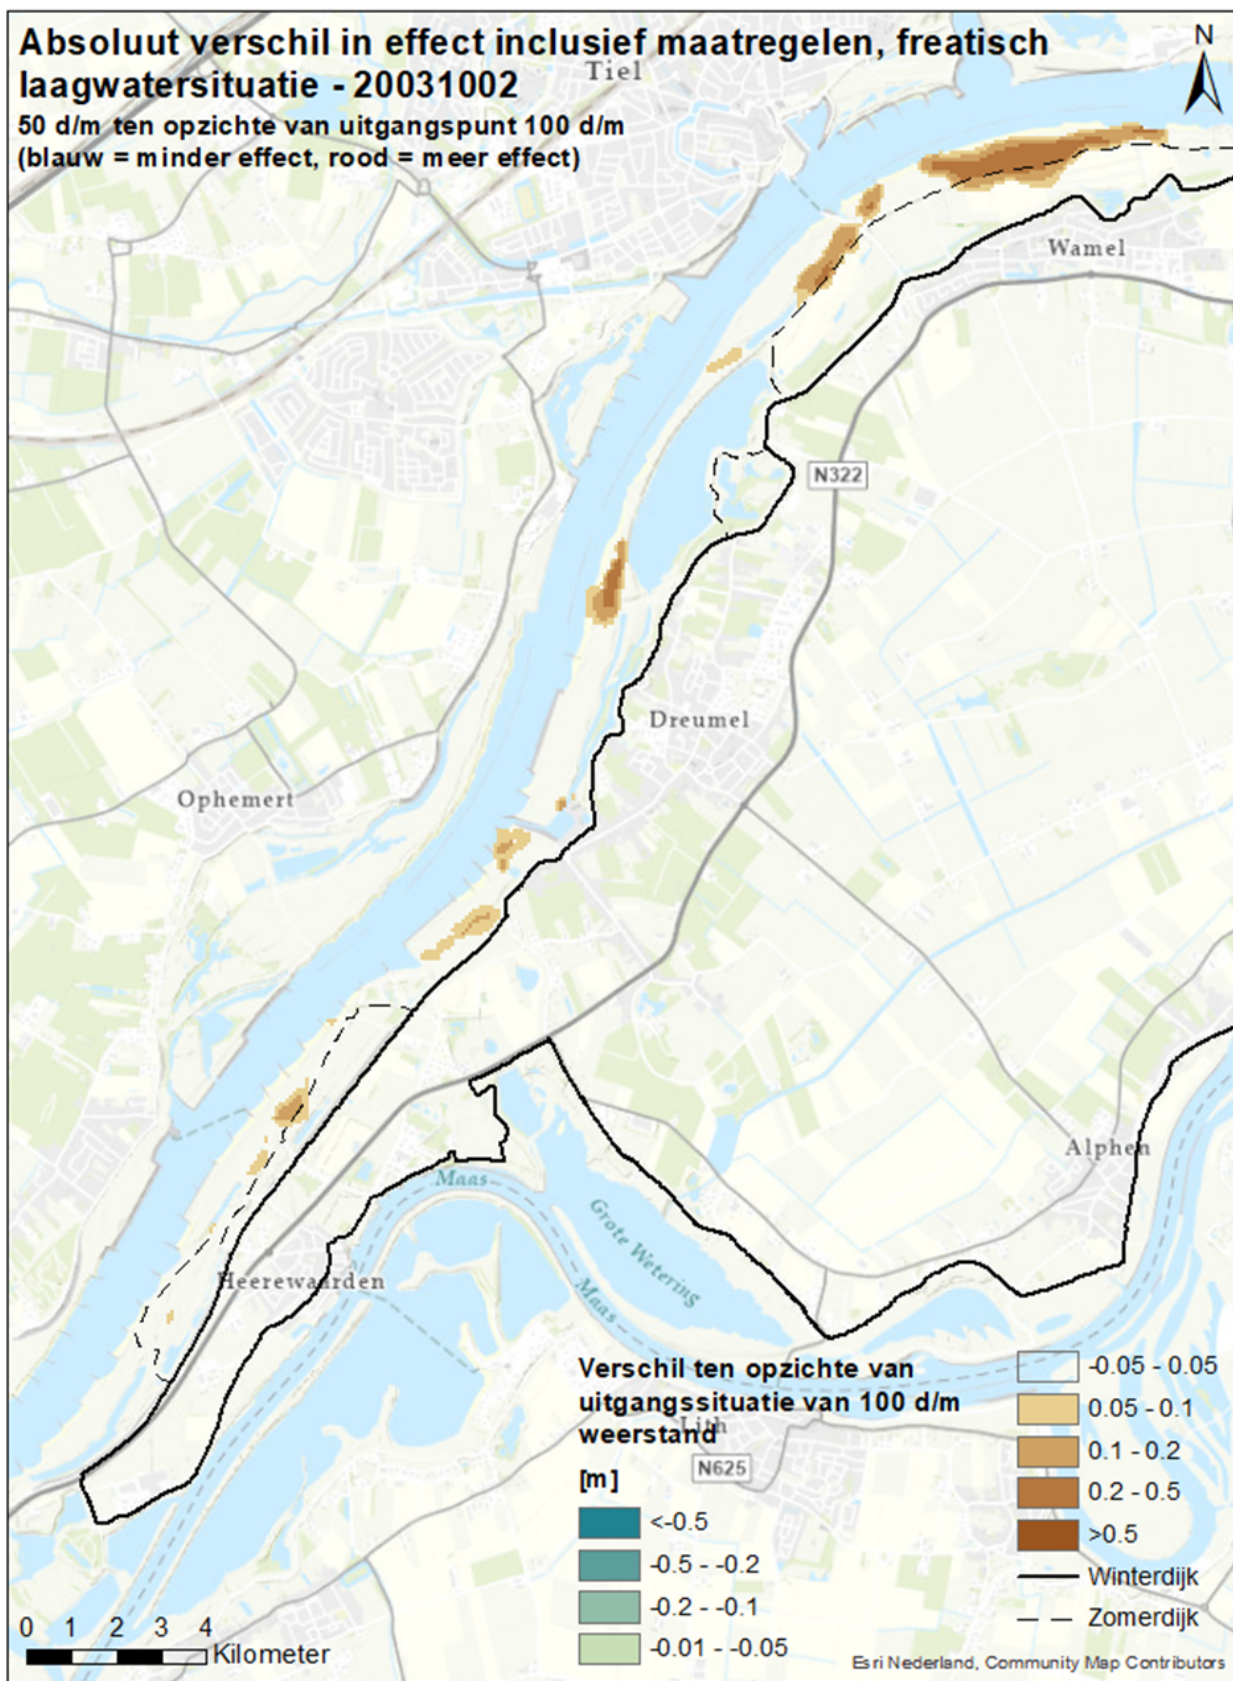 Absoluut verschil in effect inclusief maatregelen, freatisch
laagwatersituatie - 20031002
50 d/m ten opzichte van uitgangspunt 100 d/m
(blauw = minder effect, rood = meer effect)
N
Tiel
Wamel
N322
Dreumel
Ophemert
Alphen
Maas
Grote Wetering
Maas
Heerewaarden
Lith
N625
Verschil ten opzichte van
uitgangssituatie van 100 d/m
weerstand
[m]
<-0.5
-0.5 - -0.2
-0.2 - -0.1
-0.01 - -0.05
-0.05 - 0.05
0.05 - 0.1
0.1 - 0.2
0.2 - 0.5
>0.5
Winterdijk
Zomerdijk
0 1 2 3 4
Kilometer
Esri Nederland, Community Map Contributors